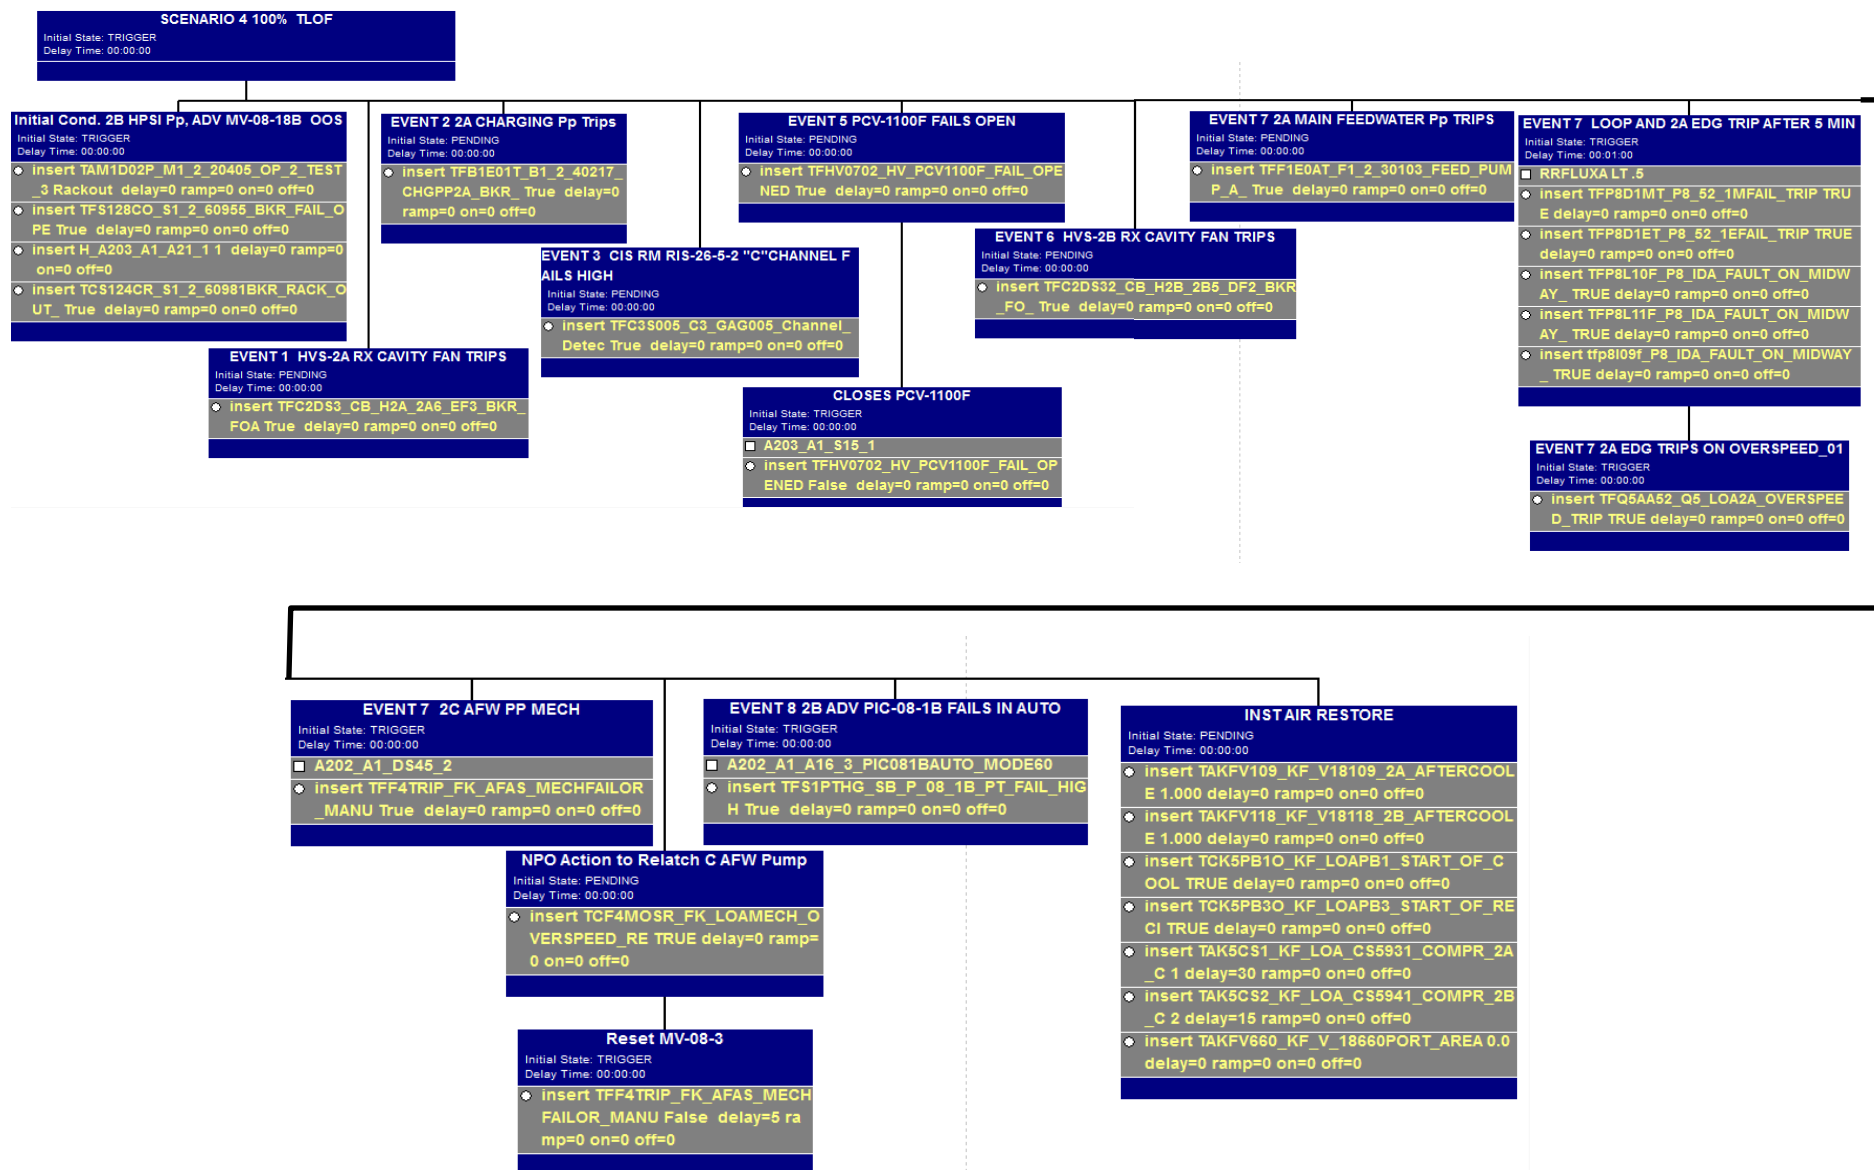 SCENARIO 4 100% TLOF
Initial State: TRIGGER
Delay Time: 00:00:00
Initial Cond. 2B HPSI Pp, ADV MV-08-18B OOS
Initial State: TRIGGER
Delay Time: 00:00:00
insert TAM1D02P_M1_2_20405_OP_2_TEST
_3 Rackout delay=0 ramp=0 on=0 off=0
insert TFS128CO_S1_2_60955_BKR_FAIL_O
PE True delay=0 ramp=0 on=0 off=0
insert H_A203_A1_A21_1 1 delay=0 ramp=0
on=0 off=0
insert TCS124CR_S1_2_60981BKR_RACK_O
UT_ True delay=0 ramp=0 on=0 off=0
EVENT 1 HVS-2A RX CAVITY FAN TRIPS
Initial State: PENDING
Delay Time: 00:00:00
insert TFC2DS3_CB_H2A_2A6_EF3_BKR_
FOA True delay=0 ramp=0 on=0 off=0
EVENT 2 2A CHARGING Pp Trips
Initial State: PENDING
Delay Time: 00:00:00
insert TFB1E01T_B1_2_40217_
CHGPP2A_BKR_ True delay=0
ramp=0 on=0 off=0
EVENT 3 CIS RM RIS-26-5-2 "C"CHANNEL F
AILS HIGH
Initial State: PENDING
Delay Time: 00:00:00
insert TFC3S005_C3_GAG005_Channel_
Detec True delay=0 ramp=0 on=0 off=0
EVENT 5 PCV-1100F FAILS OPEN
Initial State: PENDING
Delay Time: 00:00:00
insert TFHV0702_HV_PCV1100F_FAIL_OPE
NED True delay=0 ramp=0 on=0 off=0
CLOSES PCV-1100F
Initial State: TRIGGER
Delay Time: 00:00:00
A203_A1_S15_1
insert TFHV0702_HV_PCV1100F_FAIL_OP
ENED False delay=0 ramp=0 on=0 off=0
EVENT 6 HVS-2B RX CAVITY FAN TRIPS
Initial State: PENDING
Delay Time: 00:00:00
insert TFC2DS32_CB_H2B_2B5_DF2_BKR
_FO_ True delay=0 ramp=0 on=0 off=0
EVENT 7 2A MAIN FEEDWATER Pp TRIPS
Initial State: PENDING
Delay Time: 00:00:00
insert TFF1E0AT_F1_2_30103_FEED_PUM
P_A_ True delay=0 ramp=0 on=0 off=0
EVENT 7 LOOP AND 2A EDG TRIP AFTER 5 MIN
Initial State: TRIGGER
Delay Time: 00:01:00
RRFLUXA LT .5
insert TFP8D1MT_P8_52_1MFAIL_TRIP TRU
E delay=0 ramp=0 on=0 off=0
insert TFP8D1ET_P8_52_1EFAIL_TRIP TRUE
delay=0 ramp=0 on=0 off=0
insert TFP8L10F_P8_IDA_FAULT_ON_MIDW
AY_ TRUE delay=0 ramp=0 on=0 off=0
insert TFP8L11F_P8_IDA_FAULT_ON_MIDW
AY_ TRUE delay=0 ramp=0 on=0 off=0
insert tfp8l09f_P8_IDA_FAULT_ON_MIDWAY
_ TRUE delay=0 ramp=0 on=0 off=0
EVENT 7 2A EDG TRIPS ON OVERSPEED_01
Initial State: TRIGGER
Delay Time: 00:00:00
insert TFQ5AA52_Q5_LOA2A_OVERSPEE
D_TRIP TRUE delay=0 ramp=0 on=0 off=0
EVENT 7 2C AFW PP MECH
Initial State: TRIGGER
Delay Time: 00:00:00
A202_A1_DS45_2
insert TFF4TRIP_FK_AFAS_MECHFAILOR
_MANU True delay=0 ramp=0 on=0 off=0
NPO Action to Relatch C AFW Pump
Initial State: PENDING
Delay Time: 00:00:00
insert TCF4MOSR_FK_LOAMECH_O
VERSPEED_RE TRUE delay=0 ramp=
0 on=0 off=0
Reset MV-08-3
Initial State: TRIGGER
Delay Time: 00:00:00
insert TFF4TRIP_FK_AFAS_MECH
FAILOR_MANU False delay=5 ra
mp=0 on=0 off=0
EVENT 8 2B ADV PIC-08-1B FAILS IN AUTO
Initial State: TRIGGER
Delay Time: 00:00:00
A202_A1_A16_3_PIC081BAUTO_MODE60
insert TFS1PTHG_SB_P_08_1B_PT_FAIL_HIG
H True delay=0 ramp=0 on=0 off=0
INST AIR RESTORE
Initial State: PENDING
Delay Time: 00:00:00
insert TAKFV109_KF_V18109_2A_AFTERCOOL
E 1.000 delay=0 ramp=0 on=0 off=0
insert TAKFV118_KF_V18118_2B_AFTERCOOL
E 1.000 delay=0 ramp=0 on=0 off=0
insert TCK5PB1O_KF_LOAPB1_START_OF_C
OOL TRUE delay=0 ramp=0 on=0 off=0
insert TCK5PB3O_KF_LOAPB3_START_OF_RE
CI TRUE delay=0 ramp=0 on=0 off=0
insert TAK5CS1_KF_LOA_CS5931_COMPR_2A
_C 1 delay=30 ramp=0 on=0 off=0
insert TAK5CS2_KF_LOA_CS5941_COMPR_2B
_C 2 delay=15 ramp=0 on=0 off=0
insert TAKFV660_KF_V_18660PORT_AREA 0.0
delay=0 ramp=0 on=0 off=0